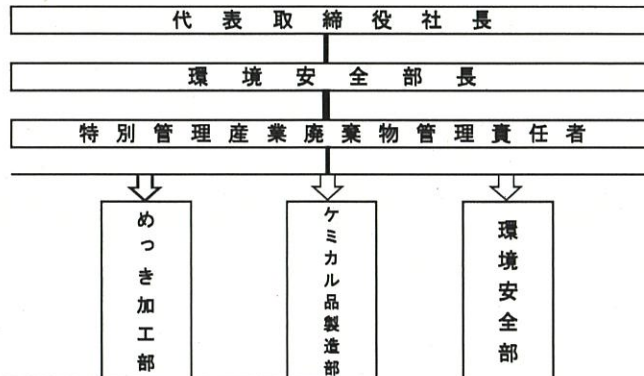 代表取締役社長
環境安全部長
特別管理産業廃棄物管理責任者
めっき加工部
ケミカル品製造部
環境安全部